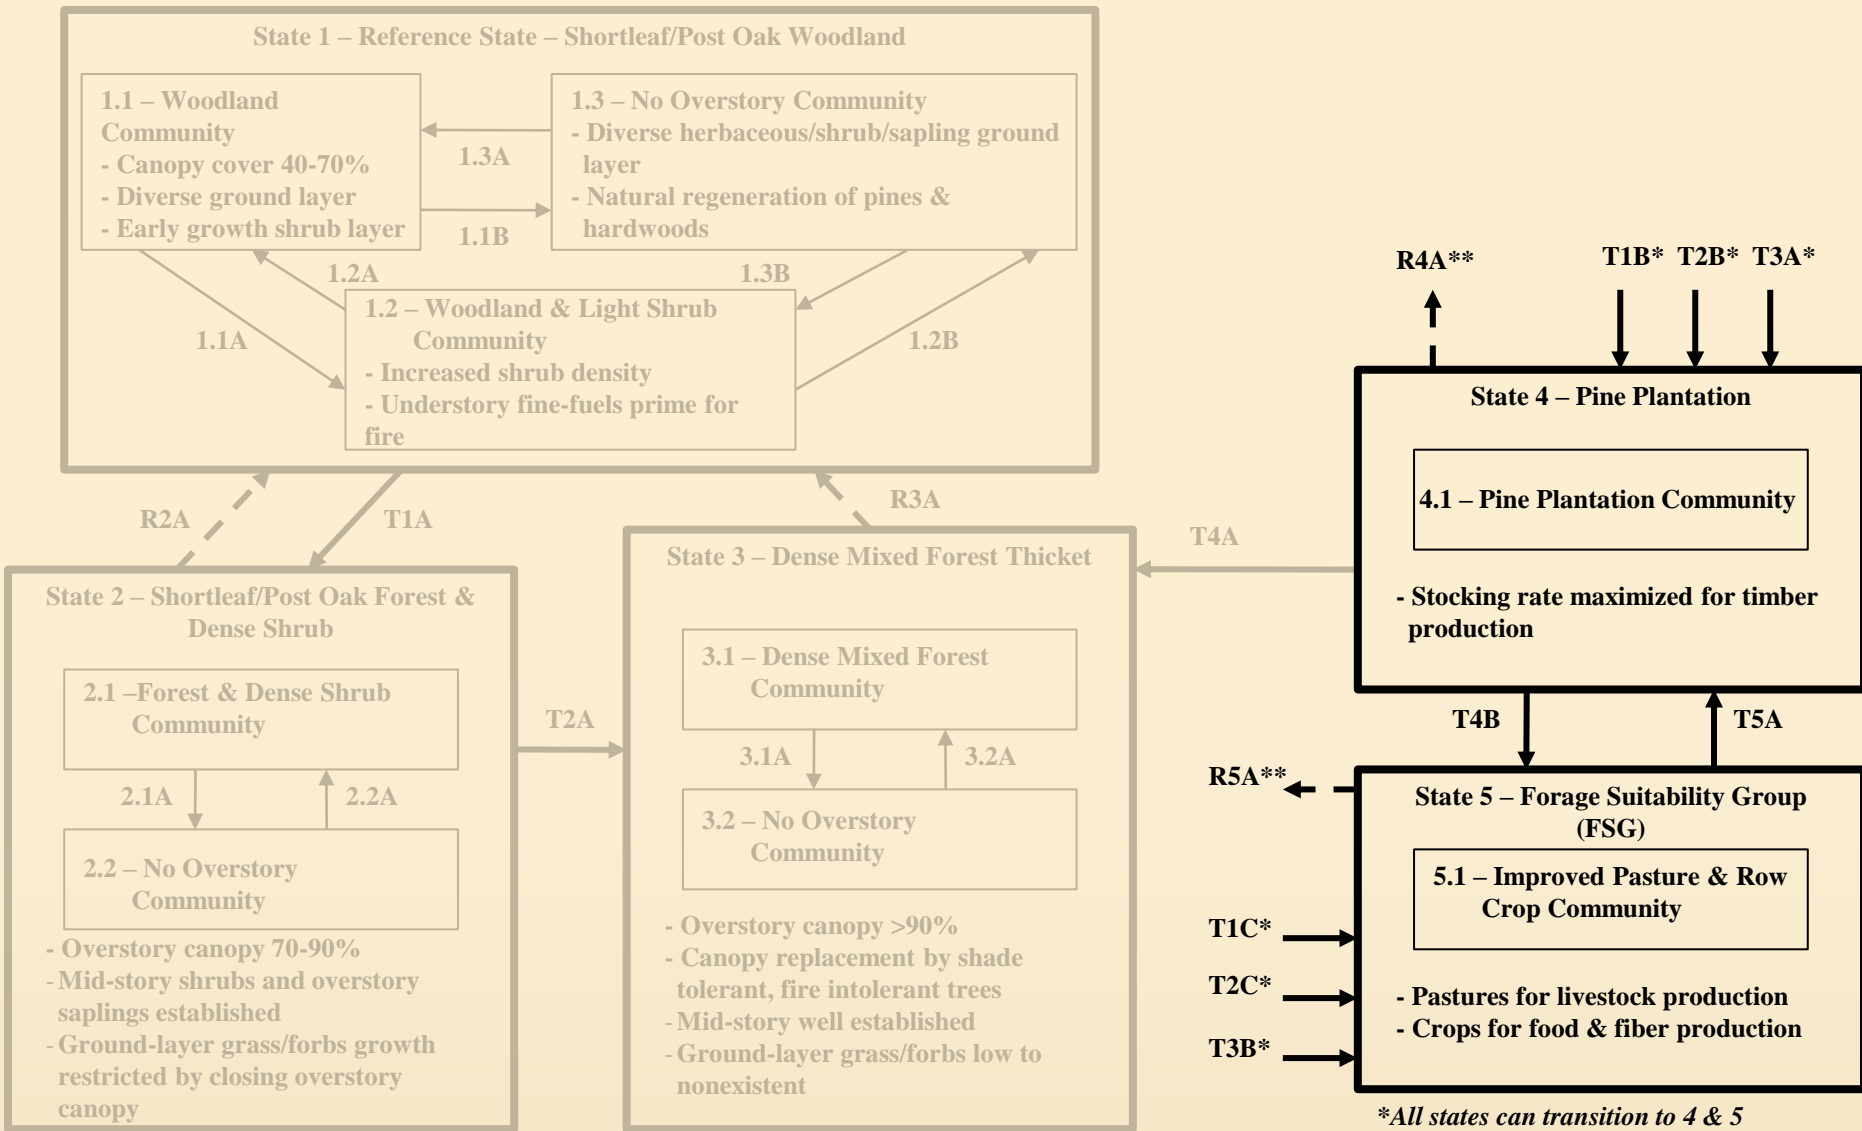 State 1 – Reference State – Shortleaf/Post Oak Woodland
1.1 – Woodland
Community
- Canopy cover 40-70%
- Diverse ground layer
- Early growth shrub layer
1.3A
1.1B
1.3 – No Overstory Community
- Diverse herbaceous/shrub/sapling ground
layer
- Natural regeneration of pines &
hardwoods
1.2A
1.3B
1.1A
1.2B
1.2 – Woodland & Light Shrub
Community
- Increased shrub density
- Understory fine-fuels prime for
fire
R2A
T1A
R3A
T4A
State 2 – Shortleaf/Post Oak Forest &
Dense Shrub
2.1 –Forest & Dense Shrub
Community
2.1A
2.2A
2.2 – No Overstory
Community
- Overstory canopy 70-90%
- Mid-story shrubs and overstory
saplings established
- Ground-layer grass/forbs growth
restricted by closing overstory
canopy
T2A
State 3 – Dense Mixed Forest Thicket
3.1 – Dense Mixed Forest
Community
3.1A
3.2A
3.2 – No Overstory
Community
- Overstory canopy >90%
- Canopy replacement by shade
tolerant, fire intolerant trees
- Mid-story well established
- Ground-layer grass/forbs low to
nonexistent
R4A**
T1B* T2B* T3A*
State 4 – Pine Plantation
4.1 – Pine Plantation Community
- Stocking rate maximized for timber
production
T4B
T5A
R5A**
State 5 – Forage Suitability Group
(FSG)
5.1 – Improved Pasture & Row
Crop Community
T1C*
T2C*
T3B*
- Pastures for livestock production
- Crops for food & fiber production
*All states can transition to 4 & 5